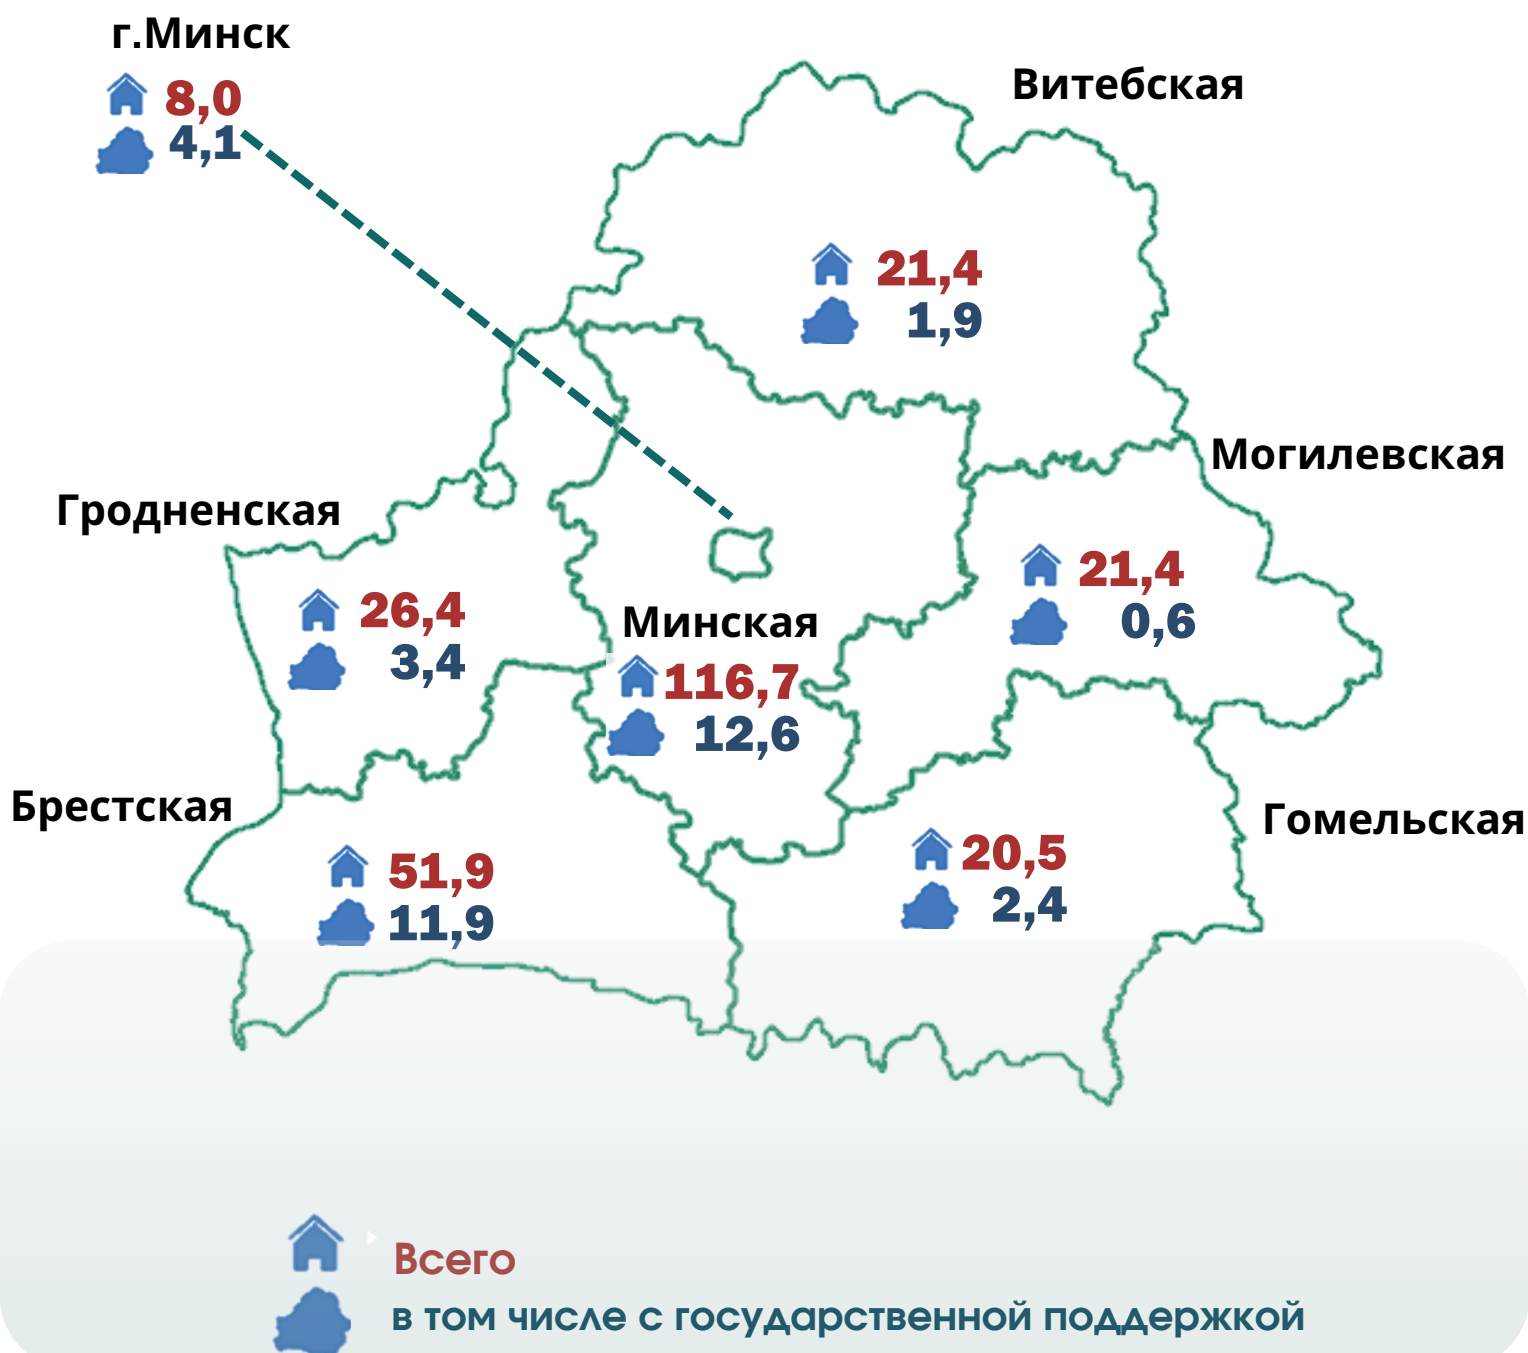 г.Минск
8,0
4,1
Витебская
21,4
1,9
Могилевская
21,4
0,6
Гродненская
26,4
3,4
Минская
116,7
12,6
Брестская
51,9
11,9
Гомельская
20,5
2,4
Всего
в том числе с государственной поддержкой